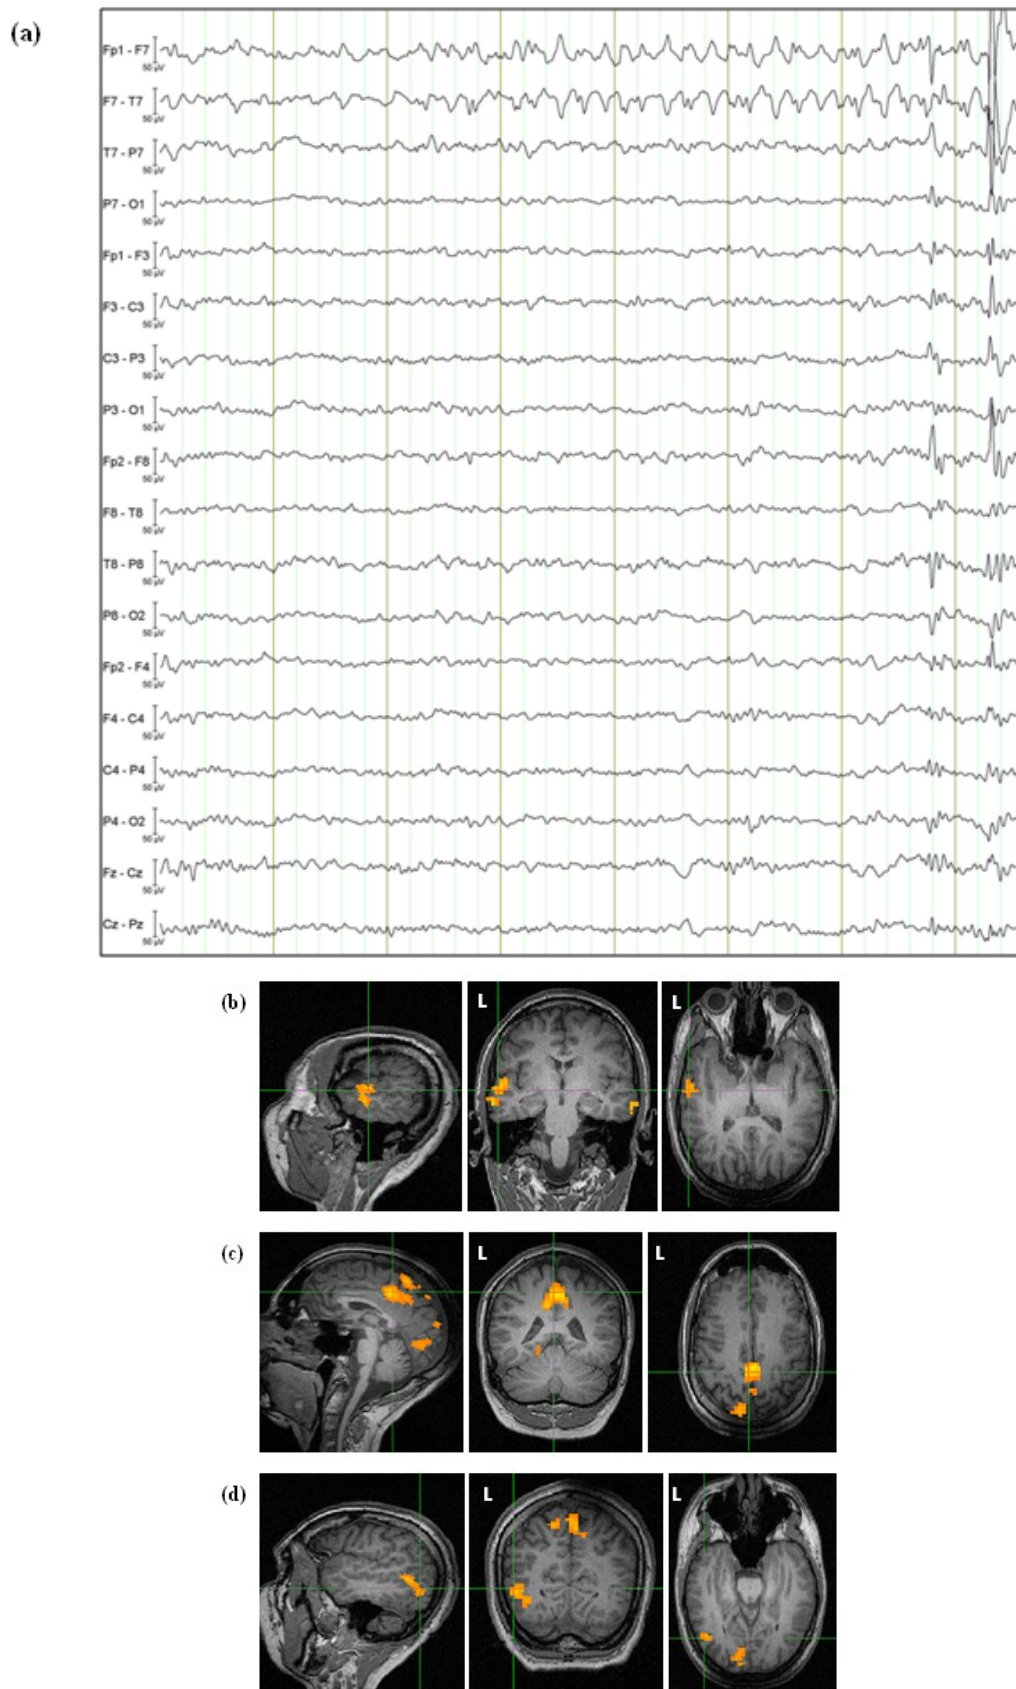 (a)
Fp1 - F7
50 µV
F7 - T7
50 µV
T7 - P7
50 µV
P7 - O1
50 µV
Fp1 - F3
50 µV
F3 - C3
50 µV
C3 - P3
50 µV
P3 - O1
50 µV
Fp2 - F8
50 µV
F8 - T8
50 µV
T8 - P8
50 µV
P8 - O2
50 µV
Fp2 - F4
50 µV
F4 - C4
50 µV
C4 - P4
50 µV
P4 - O2
50 µV
Fz - Cz
50 µV
Cz - Pz
50 µV
(b)
L
L
(c)
L
L
(d)
L
L